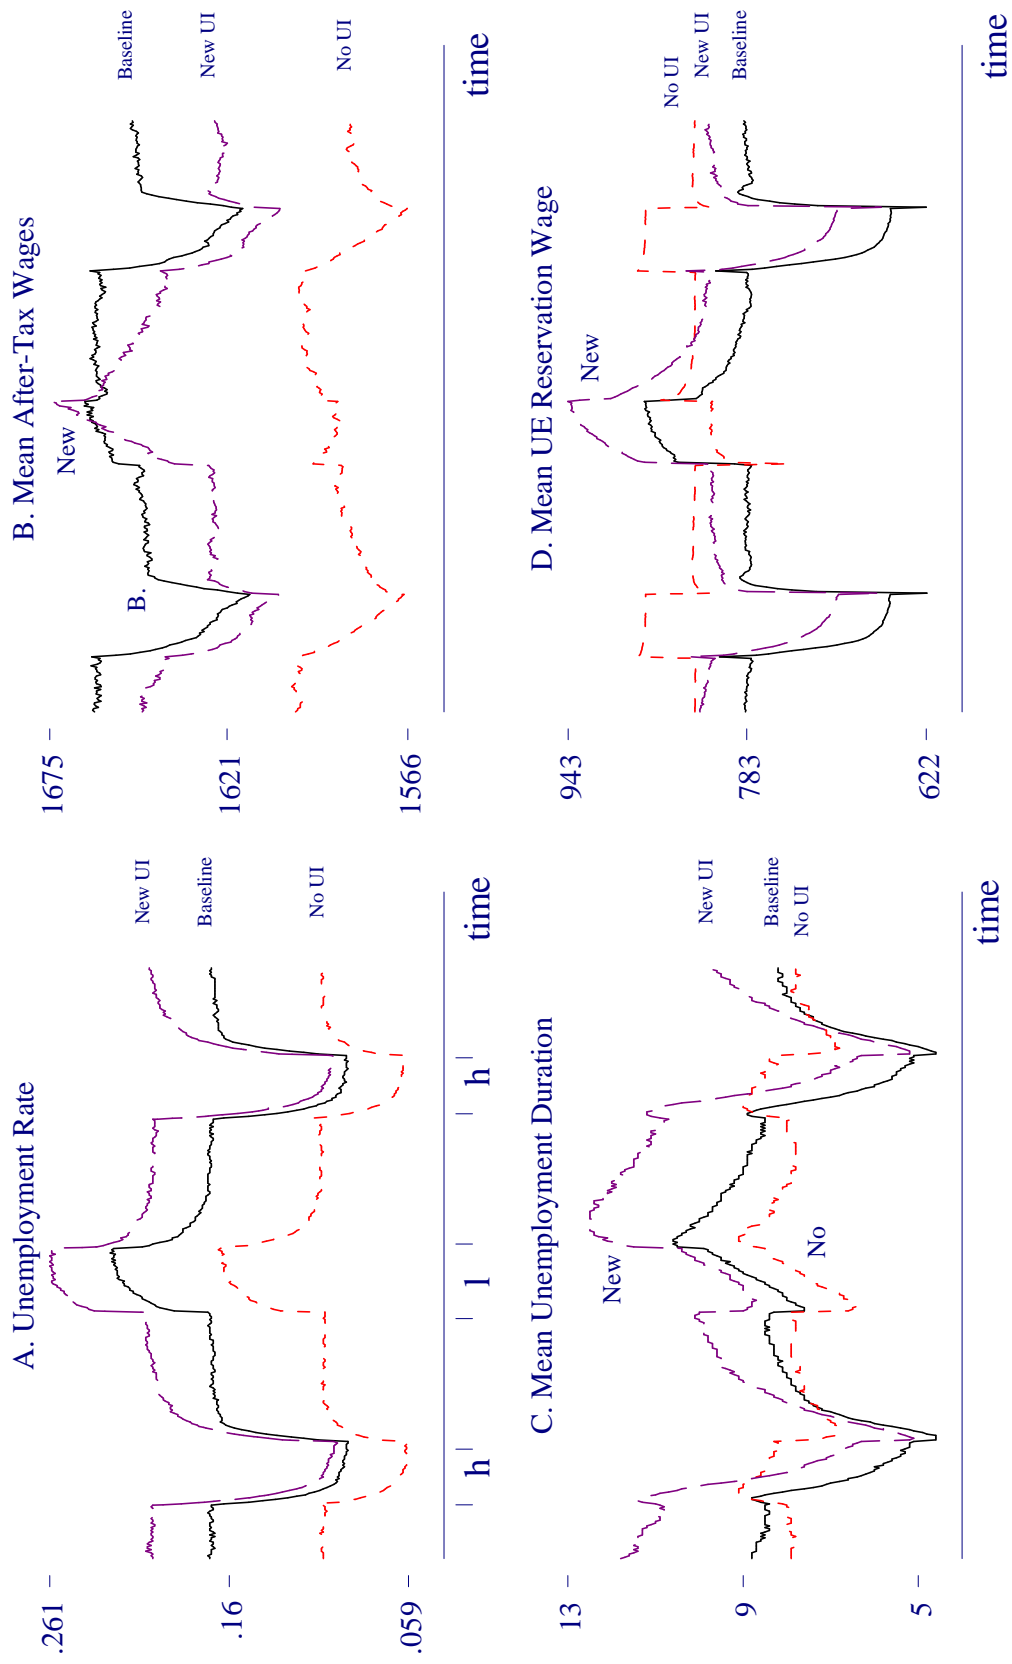 A. Unemployment Rate
.261
.16
.059
New UI
Baseline
No UI
h
l
h
time
B. Mean After-Tax Wages
1675
1621
1566
B.
New
Baseline
New UI
No UI
time
C. Mean Unemployment Duration
13
9
5
New
No
New UI
Baseline
No UI
time
D. Mean UE Reservation Wage
943
783
622
New
No UI
New UI
Baseline
time